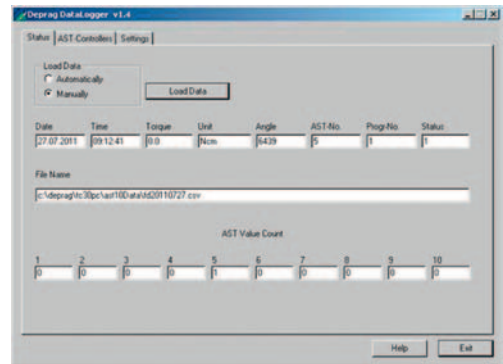 Deprag DataLogger v1.4
Status AST-Controllers Settings
Load Data
Automatically
Manually
Load Data
Date Time Torque Unit Angle AST-No. Progr-No. Status
27.07.2011 09:12:41 0.0 Ncm 6439 5 1 1
File Name
c:\deprag\tc30pc\ast10Data\fd20110727.csv
AST Value Count
1 2 3 4 5 6 7 8 9 10
0 0 0 0 1 0 0 0 0 0
Help Exit